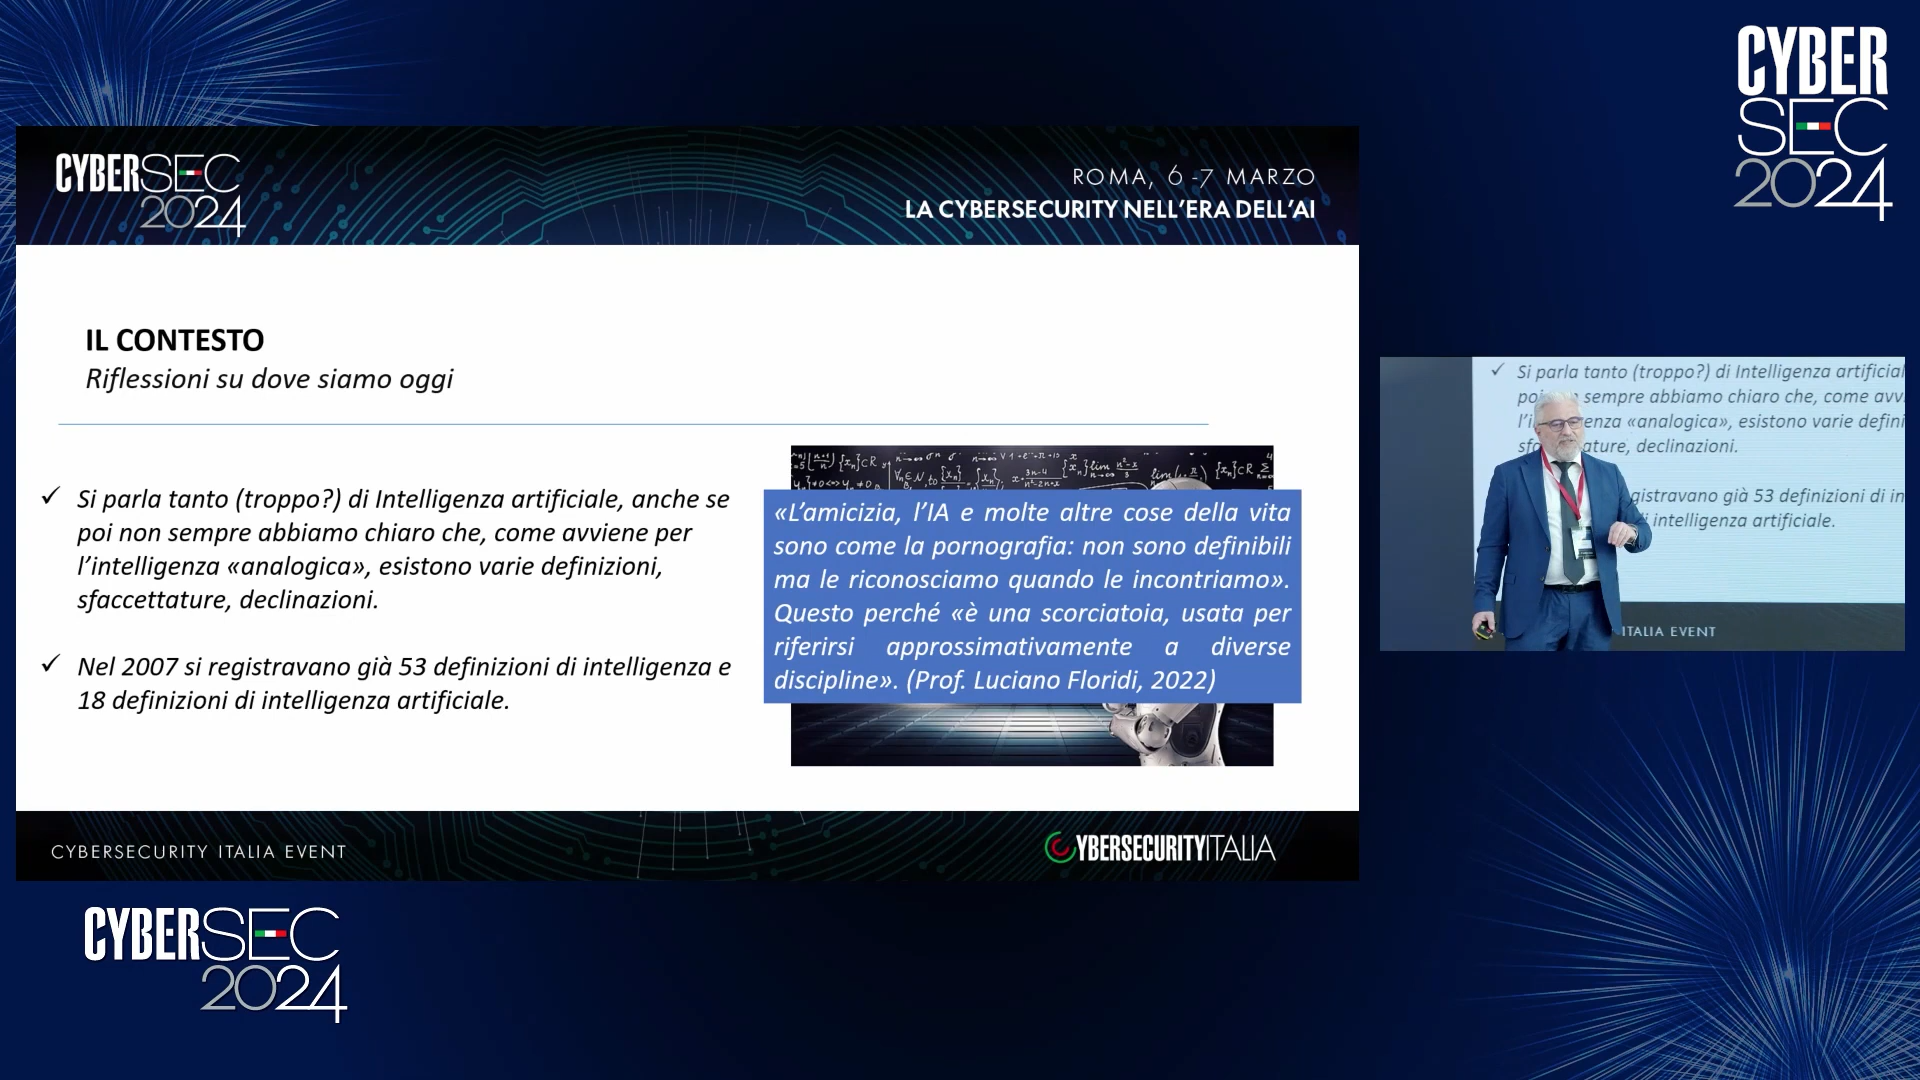 CYBER
SEC
2024
CYBERSEC
2024
ROMA, 6-7 MARZO
LA CYBERSECURITY NELL'ERA DELL'AI
IL CONTESTO
Riflessioni su dove siamo oggi
✓ Si parla tanto (troppo?) di Intelligenza artificiale, anche se
poi non sempre abbiamo chiaro che, come avviene per
l'intelligenza «analogica», esistono varie definizioni,
sfaccettature, declinazioni.
✓ Nel 2007 si registravano già 53 definizioni di intelligenza e
18 definizioni di intelligenza artificiale.
«L'amicizia, l'IA e molte altre cose della vita
sono come la pornografia: non sono definibili
ma le riconosciamo quando le incontriamo».
Questo perché «è una scorciatoia, usata per
riferirsi approssimativamente a diverse
discipline». (Prof. Luciano Floridi, 2022)
CYBERSECURITY ITALIA EVENT
CYBERSECURITYITALIA
✓ Si parla tanto (troppo?) di Intelligenza artificial
sempre abbiamo chiaro che, come avv
enza «analogica», esistono varie defini
ature, declinazioni.
gistravano già 53 definizioni di in
i intelligenza artificiale.
ITALIA EVENT
CYBERSEC
2024